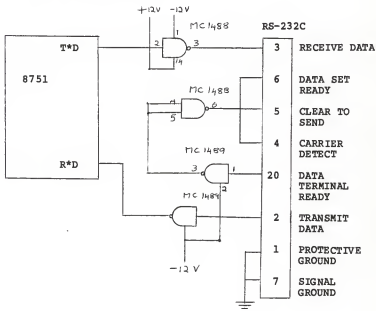 +12V -12V
MC 1488
RS-232C
T*D
2
1
3
14
3 RECEIVE DATA
8751
6 DATA SET
READY
MC 1488
4
5
6
5 CLEAR TO
SEND
4 CARRIER
DETECT
MC 1489
3
1
2
20 DATA
TERMINAL
READY
R*D
MC 1489
2 TRANSMIT
DATA
-12 V
1 PROTECTIVE
GROUND
7 SIGNAL
GROUND